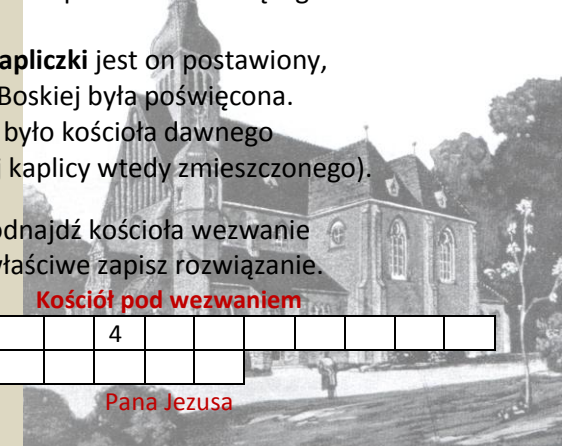 apliczki jest on postawiony,
Boskiej była poświęcona.
było kościoła dawnego
kaplicy wtedy zmieszczonego).
odnajdź kościoła wezwanie
właściwe zapisz rozwiązanie.
Kościół pod wezwaniem
4
Pana Jezusa